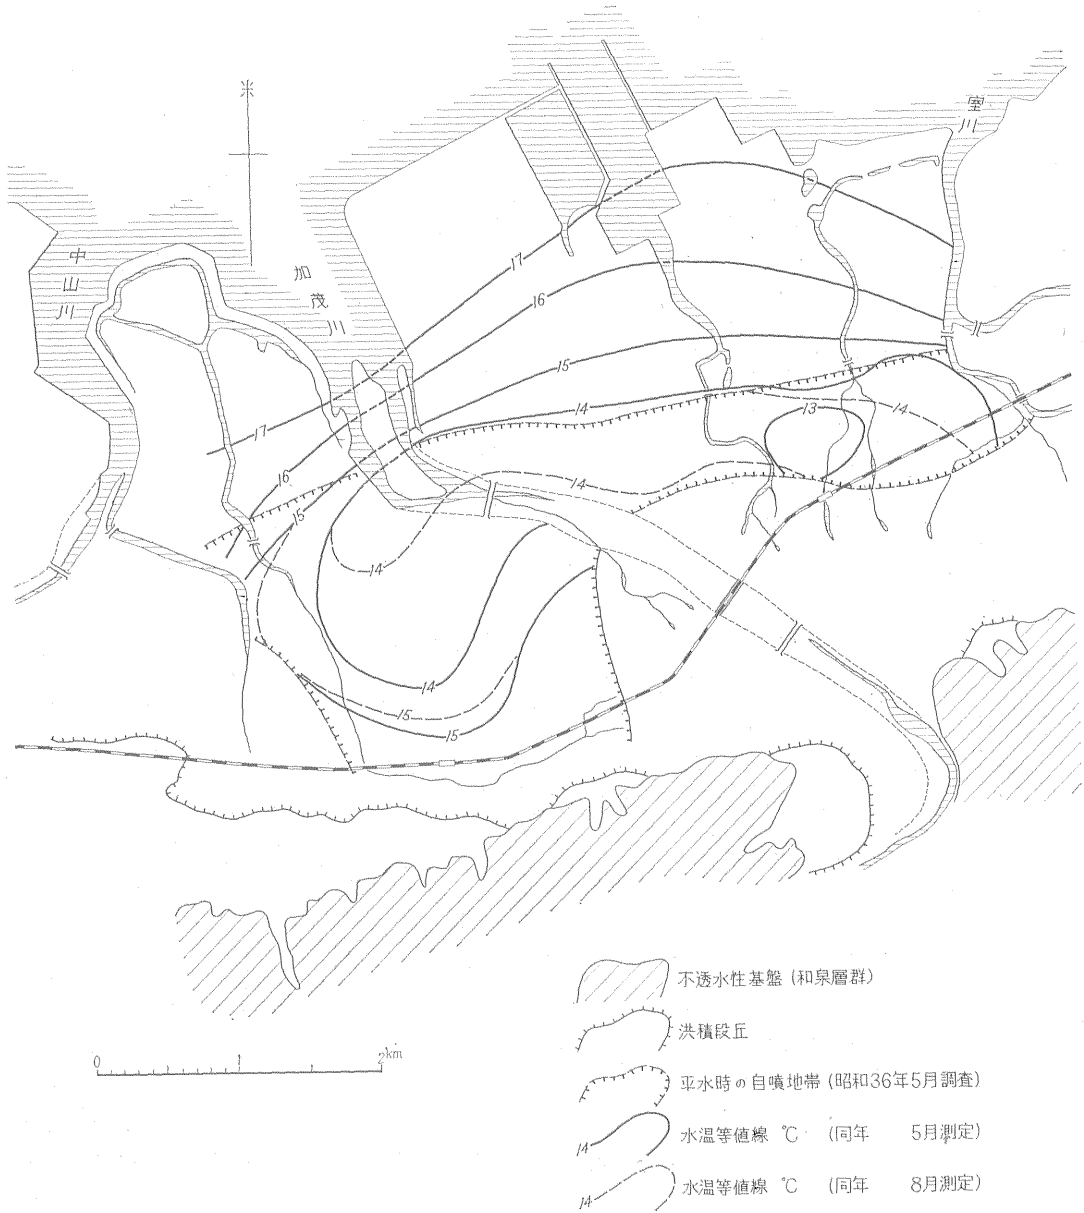 室川
中山川
加茂川
17
16
15
14
13
14
17
16
15
14
14
14
15
15
0 1 2km
不透水性基盤 (和泉層群)
洪積段丘
平水時の自噴地帯 (昭和36年5月調査)
14 水温等値線 ℃ (同年 5月測定)
14 水温等値線 ℃ (同年 8月測定)